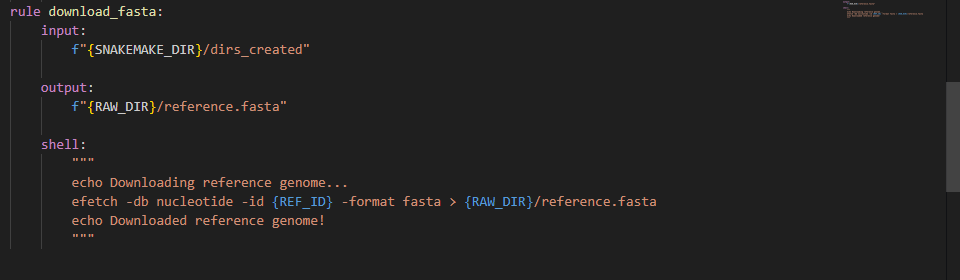 rule download_fasta:
    input:
        f"{SNAKEMAKE_DIR}/dirs_created"

    output:
        f"{RAW_DIR}/reference.fasta"

    shell:
        """
        echo Downloading reference genome...
        efetch -db nucleotide -id {REF_ID} -format fasta > {RAW_DIR}/reference.fasta
        echo Downloaded reference genome!
        """